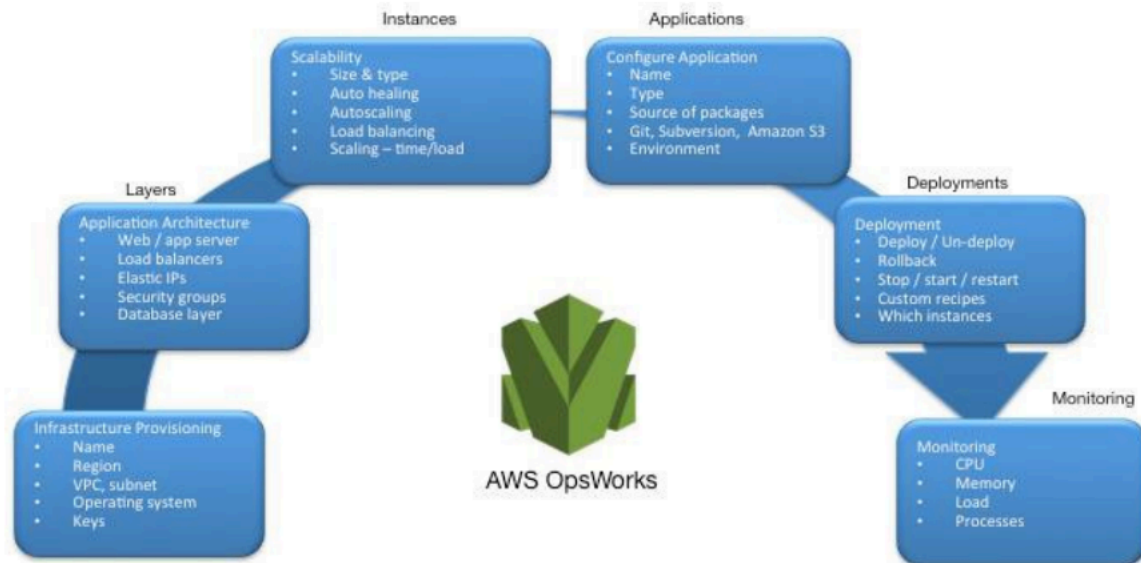 Infrastructure Provisioning
• Name
• Region
• VPC, subnet
• Operating system
• Keys
Layers
Application Architecture
• Web / app server
• Load balancers
• Elastic IPs
• Security groups
• Database layer
Instances
Scalability
• Size & type
• Auto healing
• Autoscaling
• Load balancing
• Scaling – time/load
Applications
Configure Application
• Name
• Type
• Source of packages
• Git, Subversion, Amazon S3
• Environment
Deployments
Deployment
• Deploy / Un-deploy
• Rollback
• Stop / start / restart
• Custom recipes
• Which instances
Monitoring
Monitoring
• CPU
• Memory
• Load
• Processes
AWS OpsWorks